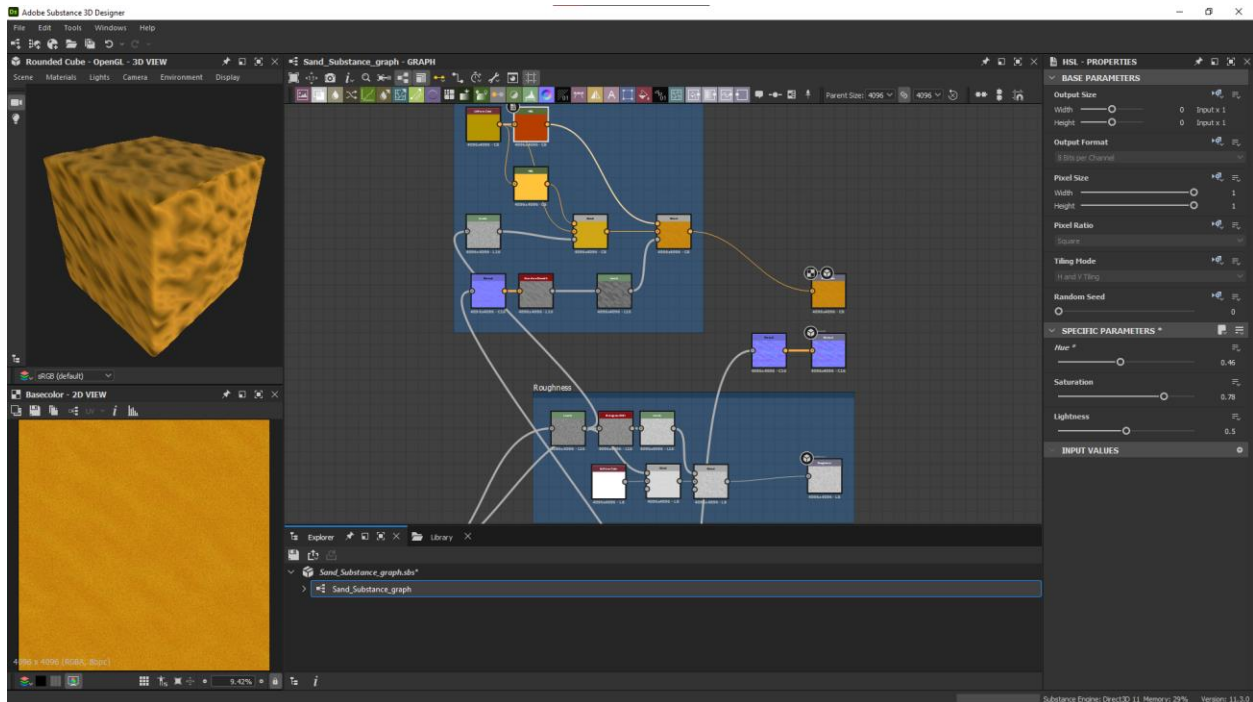 Adobe Substance 3D Designer
File Edit Tools Windows Help
Rounded Cube - OpenGL - 3D VIEW
Scene Materials Lights Camera Environment Display
sRGB (default)
Basecolor - 2D VIEW
UV
4096 x 4096 (RGBA, 8bpc)
9.42%
Sand_Substance_graph - GRAPH
Parent Size: 4096 4096
Roughness
Explorer Library
Sand_Substance_graph.sbs*
Sand_Substance_graph
HSL - PROPERTIES
BASE PARAMETERS
Output Size
Width 0 Input x 1
Height 0 Input x 1
Output Format
8 Bits per Channel
Pixel Size
Width 1
Height 1
Pixel Ratio
Square
Tiling Mode
H and V Tiling
Random Seed
0
SPECIFIC PARAMETERS *
Hue *
0.46
Saturation
0.78
Lightness
0.5
INPUT VALUES
Substance Engine: Direct3D 11 Memory: 29% Version: 11.3.0